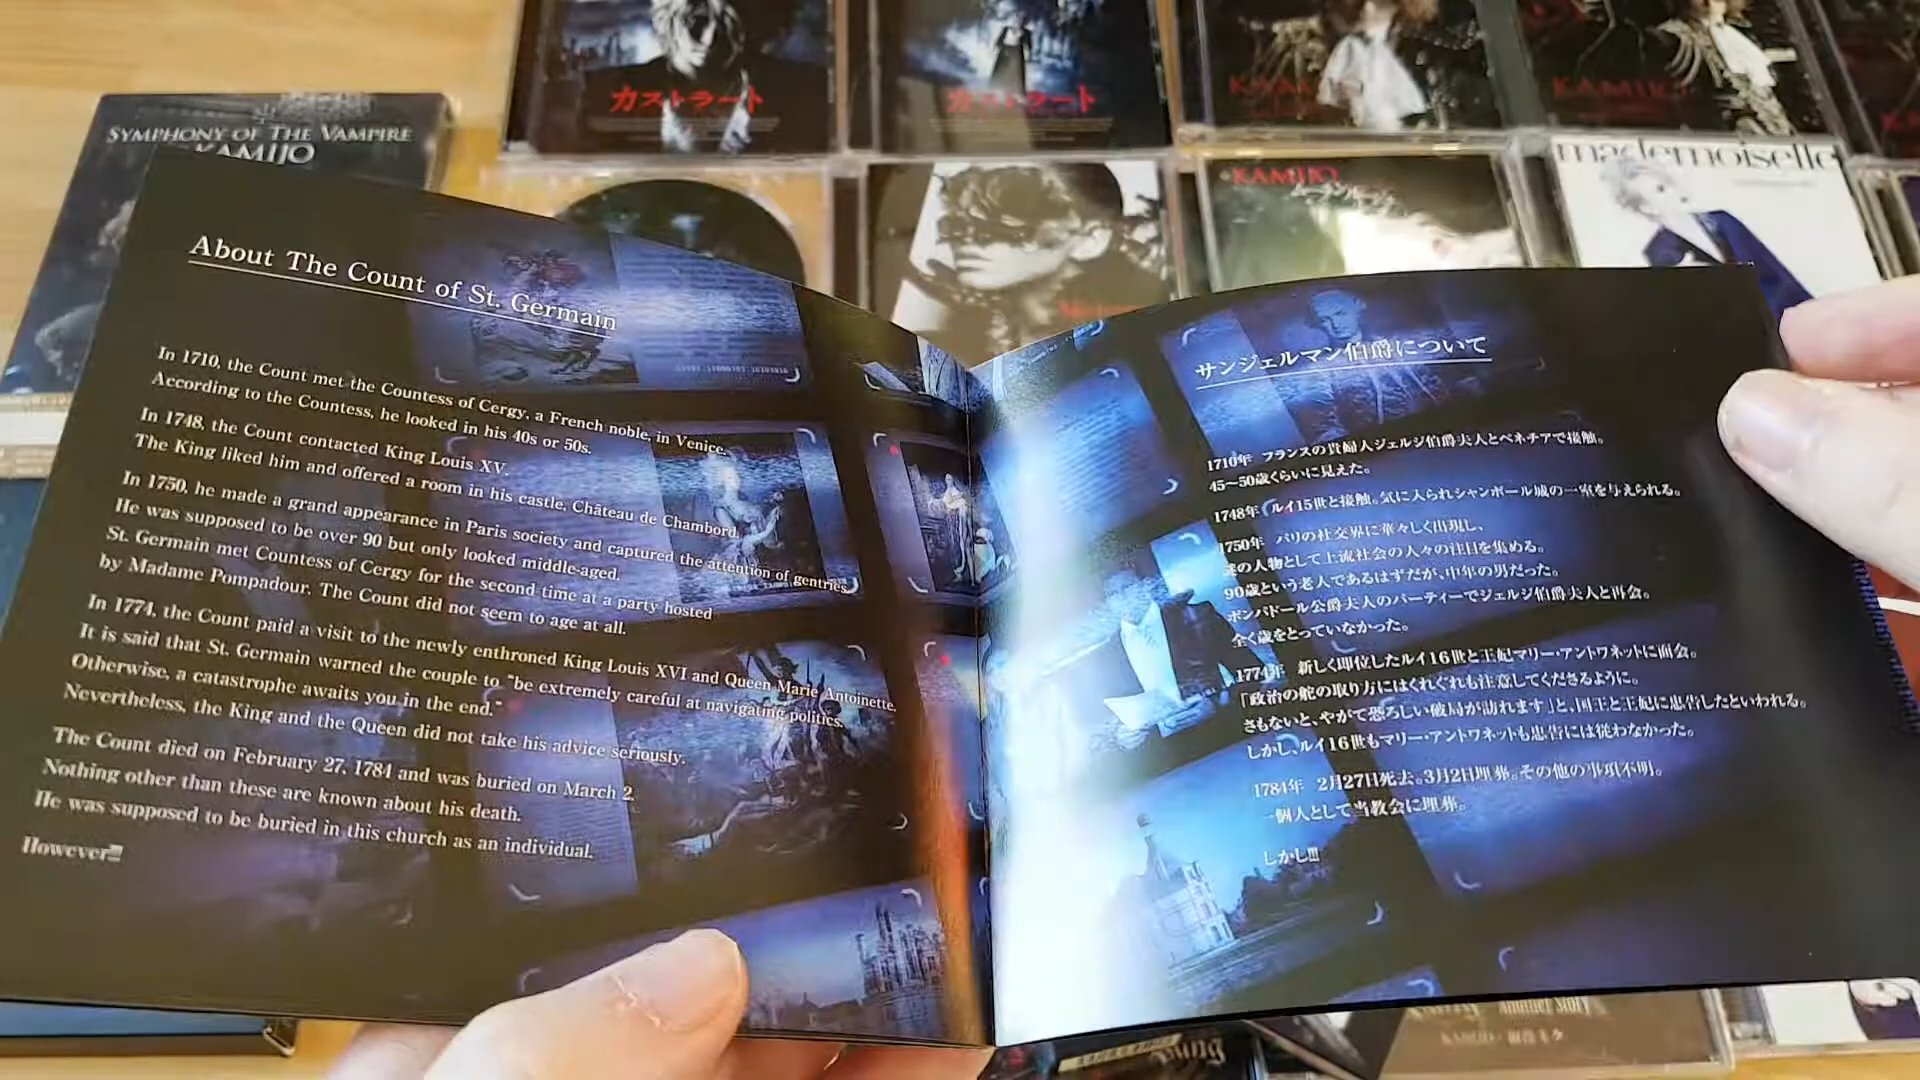 カストラート
カストラート
KAMIJO
KAMIJO
SYMPHONY OF THE VAMPIRE
KAMIJO
KAMIJO
mademoiselle
About The Count of St. Germain
In 1710, the Count met the Countess of Cergy, a French noble, in Venice.
According to the Countess, he looked in his 40s or 50s.
In 1748, the Count contacted King Louis XV.
The King liked him and offered a room in his castle, Château de Chambord.
In 1750, he made a grand appearance in Paris society and captured the attention of gentries.
He was supposed to be over 90 but only looked middle-aged.
St. Germain met Countess of Cergy for the second time at a party hosted
by Madame Pompadour. The Count did not seem to age at all.
In 1774, the Count paid a visit to the newly enthroned King Louis XVI and Queen Marie Antoinette.
It is said that St. Germain warned the couple to "be extremely careful at navigating politics.
Otherwise, a catastrophe awaits you in the end."
Nevertheless, the King and the Queen did not take his advice seriously.
The Count died on February 27, 1784 and was buried on March 2.
Nothing other than these are known about his death.
He was supposed to be buried in this church as an individual.
However!!!
サンジェルマン伯爵について
1710年 フランスの貴婦人ジェルジ伯爵夫人とベネチアで接触。
45〜50歳くらいに見えた。
1748年 ルイ15世と接触。気に入られシャンボール城の一室を与えられる。
1750年 パリの社交界に華々しく出現し、
謎の人物として上流社会の人々の注目を集める。
90歳という老人であるはずだが、中年の男だった。
ポンパドール公爵夫人のパーティーでジェルジ伯爵夫人と再会。
全く歳をとっていなかった。
1774年 新しく即位したルイ16世と王妃マリー・アントワネットに面会。
「政治の舵の取り方にはくれぐれも注意してくださるように。
さもないと、やがて恐ろしい破局が訪れます」と、国王と王妃に忠告したといわれる。
しかし、ルイ16世もマリー・アントワネットも忠告には従わなかった。
1784年 2月27日死去。3月2日埋葬。その他の事項不明。
一個人として当教会に埋葬。
しかし!!!
another story